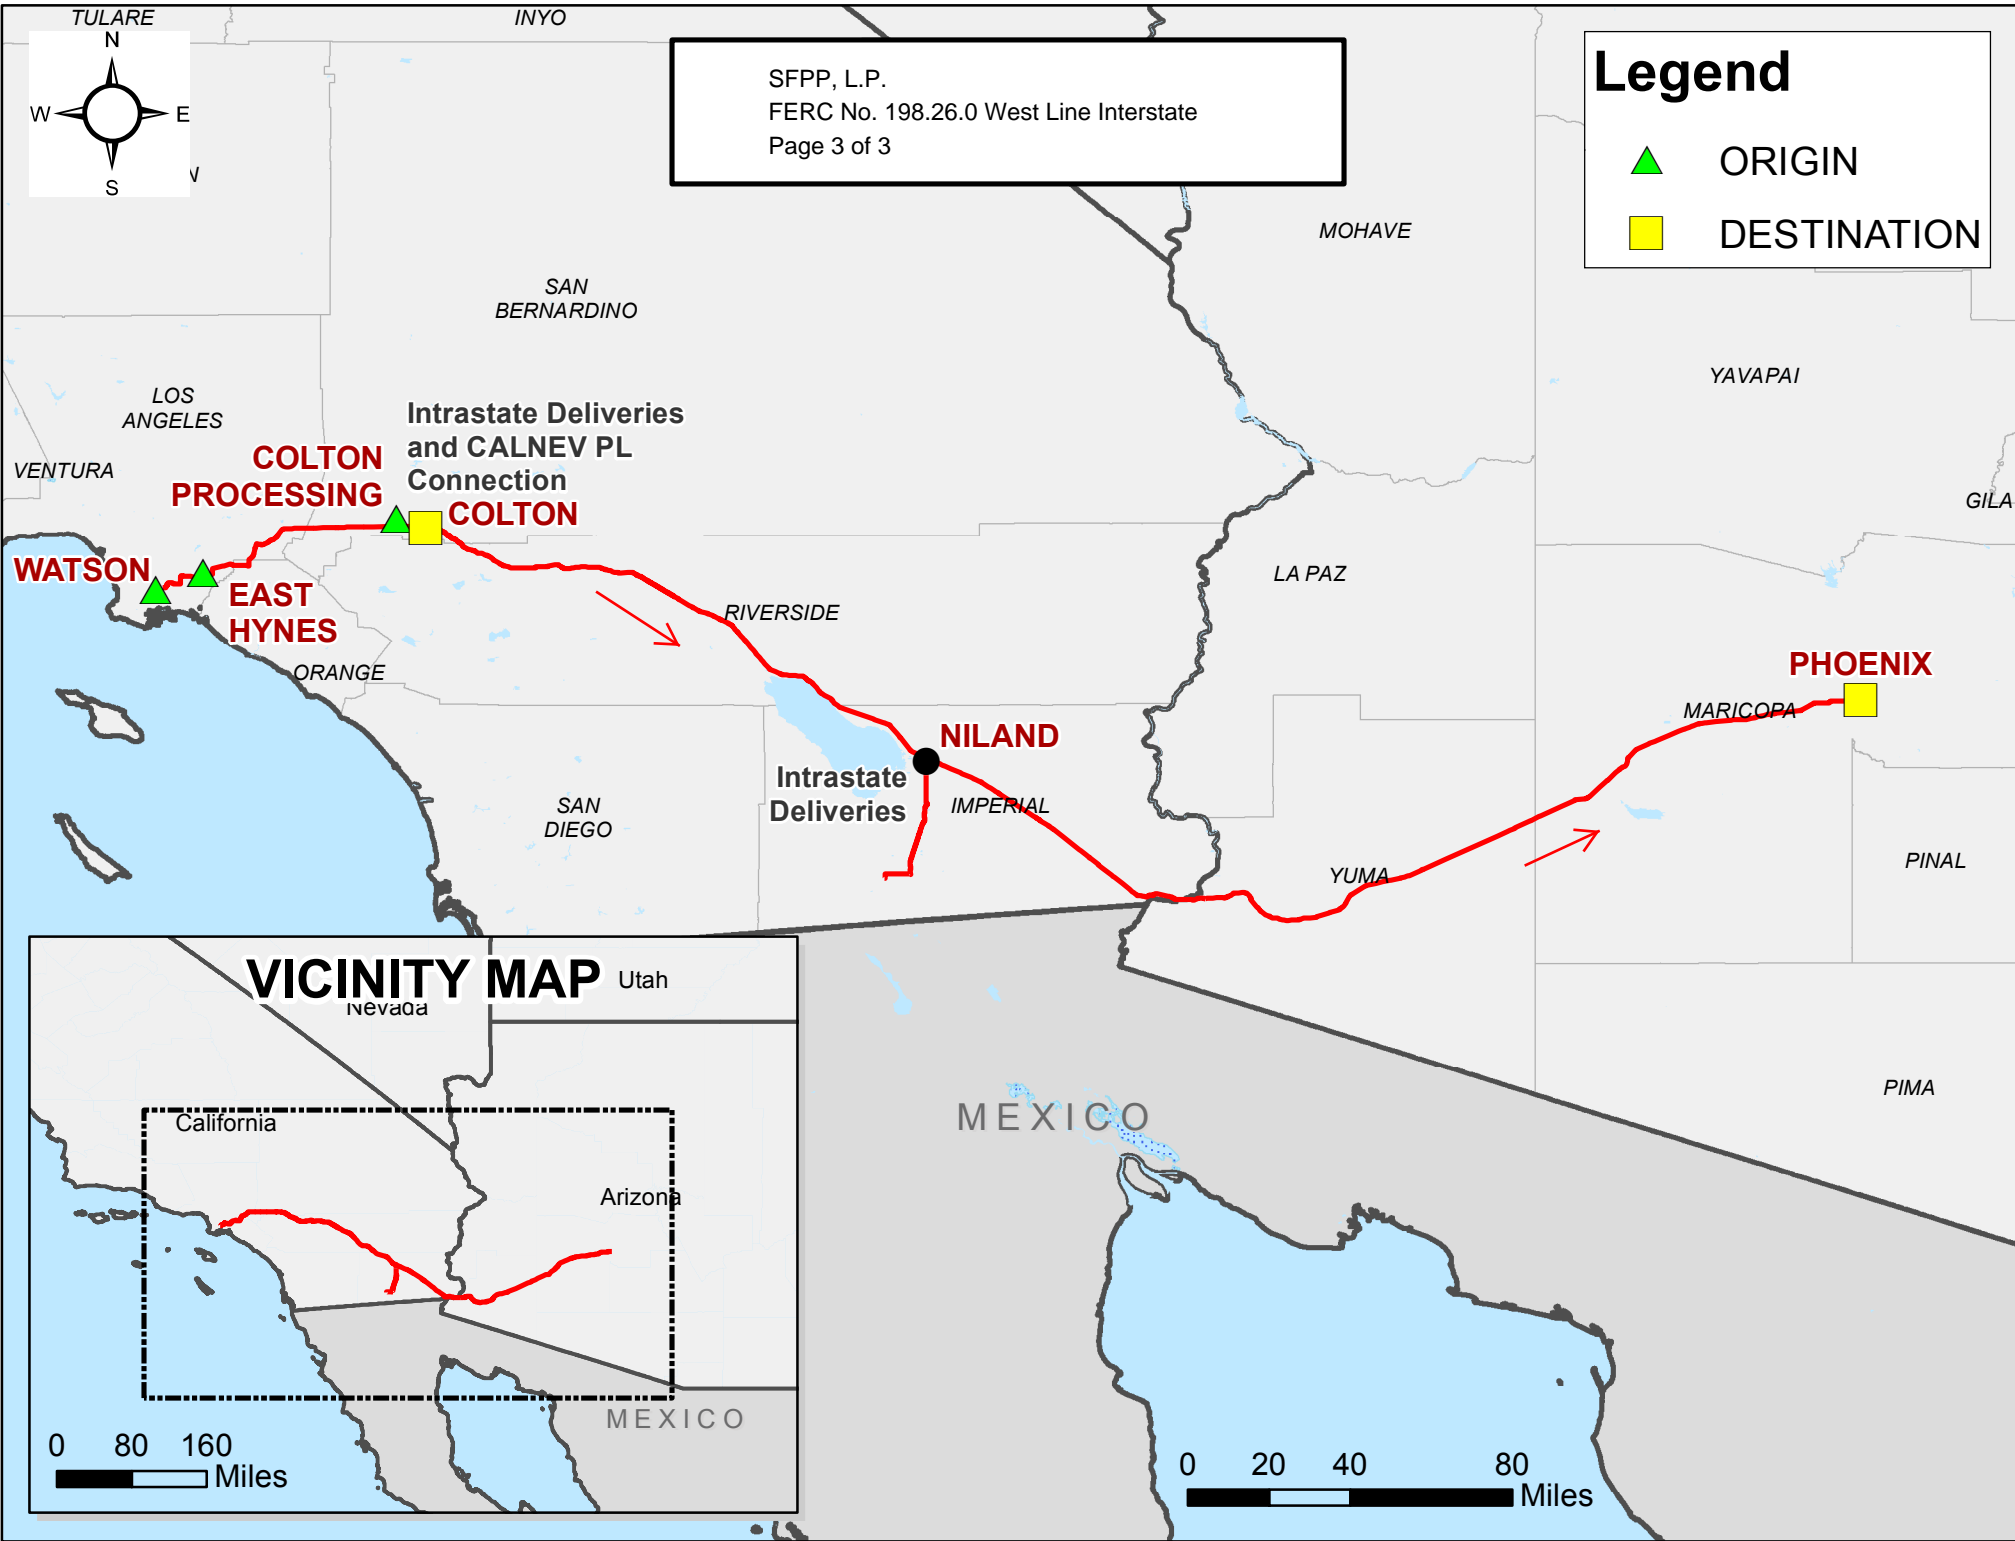 TULARE
INYO
N
W
E
S
SFPP, L.P.
FERC No. 198.26.0 West Line Interstate
Page 3 of 3
Legend
ORIGIN
DESTINATION
MOHAVE
SAN
BERNARDINO
YAVAPAI
LOS
ANGELES
VENTURA
Intrastate Deliveries
and CALNEV PL
Connection
COLTON
PROCESSING
COLTON
GILA
WATSON
EAST
HYNES
LA PAZ
RIVERSIDE
ORANGE
PHOENIX
MARICOPA
NILAND
Intrastate
Deliveries
IMPERIAL
SAN
DIEGO
YUMA
PINAL
PIMA
MEXICO
VICINITY MAP
Utah
Nevada
California
Arizona
MEXICO
0 80 160
Miles
0 20 40 80
Miles